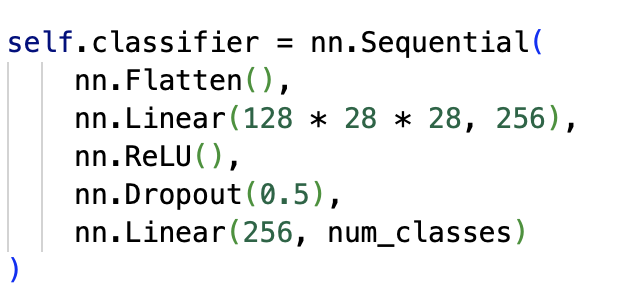 self.classifier = nn.Sequential(
    nn.Flatten(),
    nn.Linear(128 * 28 * 28, 256),
    nn.ReLU(),
    nn.Dropout(0.5),
    nn.Linear(256, num_classes)
)